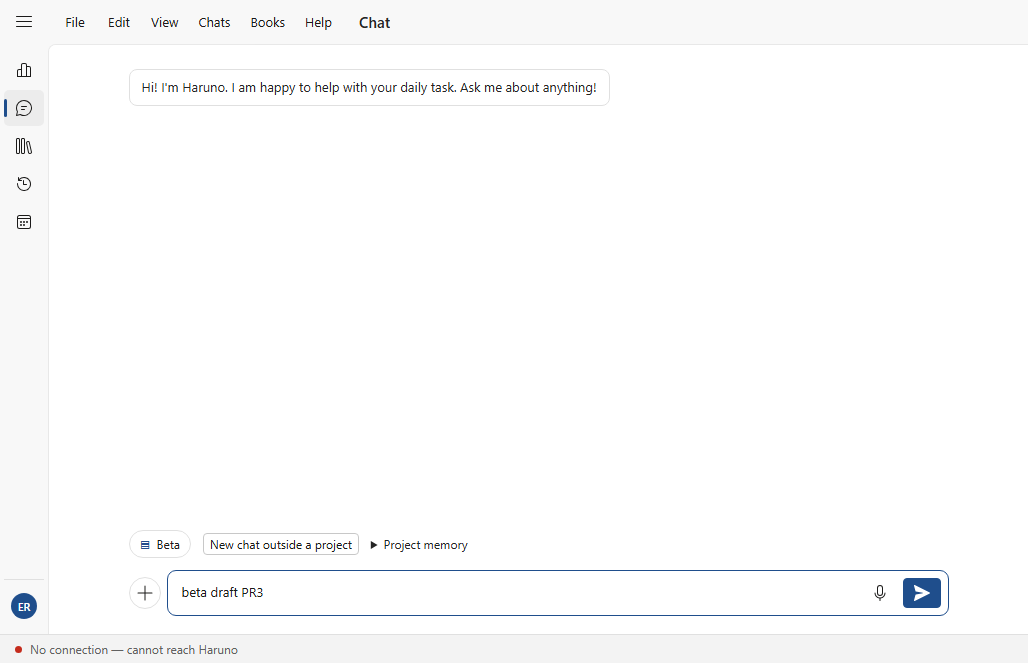 File Edit View Chats Books Help Chat
Hi! I'm Haruno. I am happy to help with your daily task. Ask me about anything!
Beta New chat outside a project Project memory
beta draft PR3
ER
No connection — cannot reach Haruno